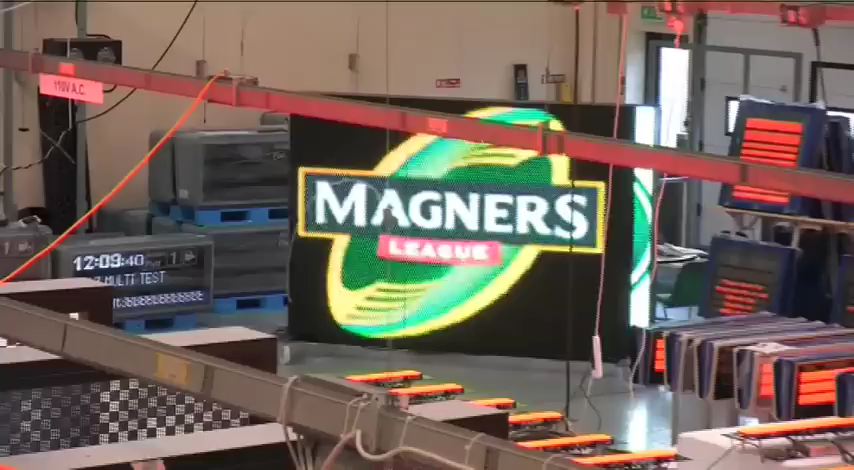 110V A.C.
MAGNERS
LEAGUE
12:09:40
MULTI TEST